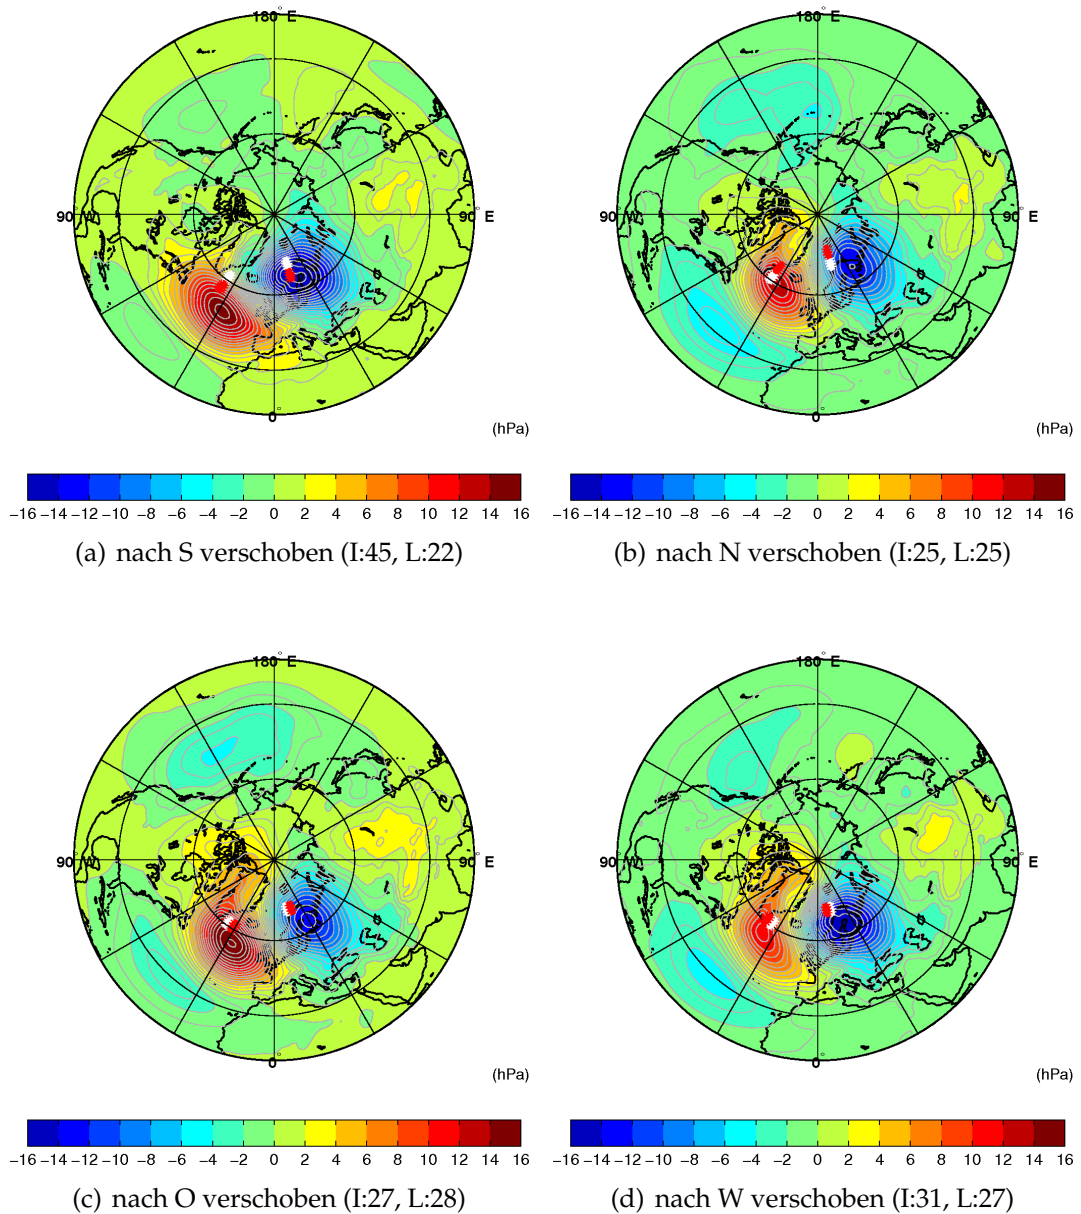 180°E
180°E
90°W
90°E
90°W
90°E
0°
0°
(hPa)
(hPa)
−16 −14 −12 −10 −8 −6 −4 −2 0 2 4 6 8 10 12 14 16
−16 −14 −12 −10 −8 −6 −4 −2 0 2 4 6 8 10 12 14 16
(a) nach S verschoben (I:45, L:22)
(b) nach N verschoben (I:25, L:25)
180°E
180°E
90°W
90°E
90°W
90°E
0°
0°
(hPa)
(hPa)
−16 −14 −12 −10 −8 −6 −4 −2 0 2 4 6 8 10 12 14 16
−16 −14 −12 −10 −8 −6 −4 −2 0 2 4 6 8 10 12 14 16
(c) nach O verschoben (I:27, L:28)
(d) nach W verschoben (I:31, L:27)